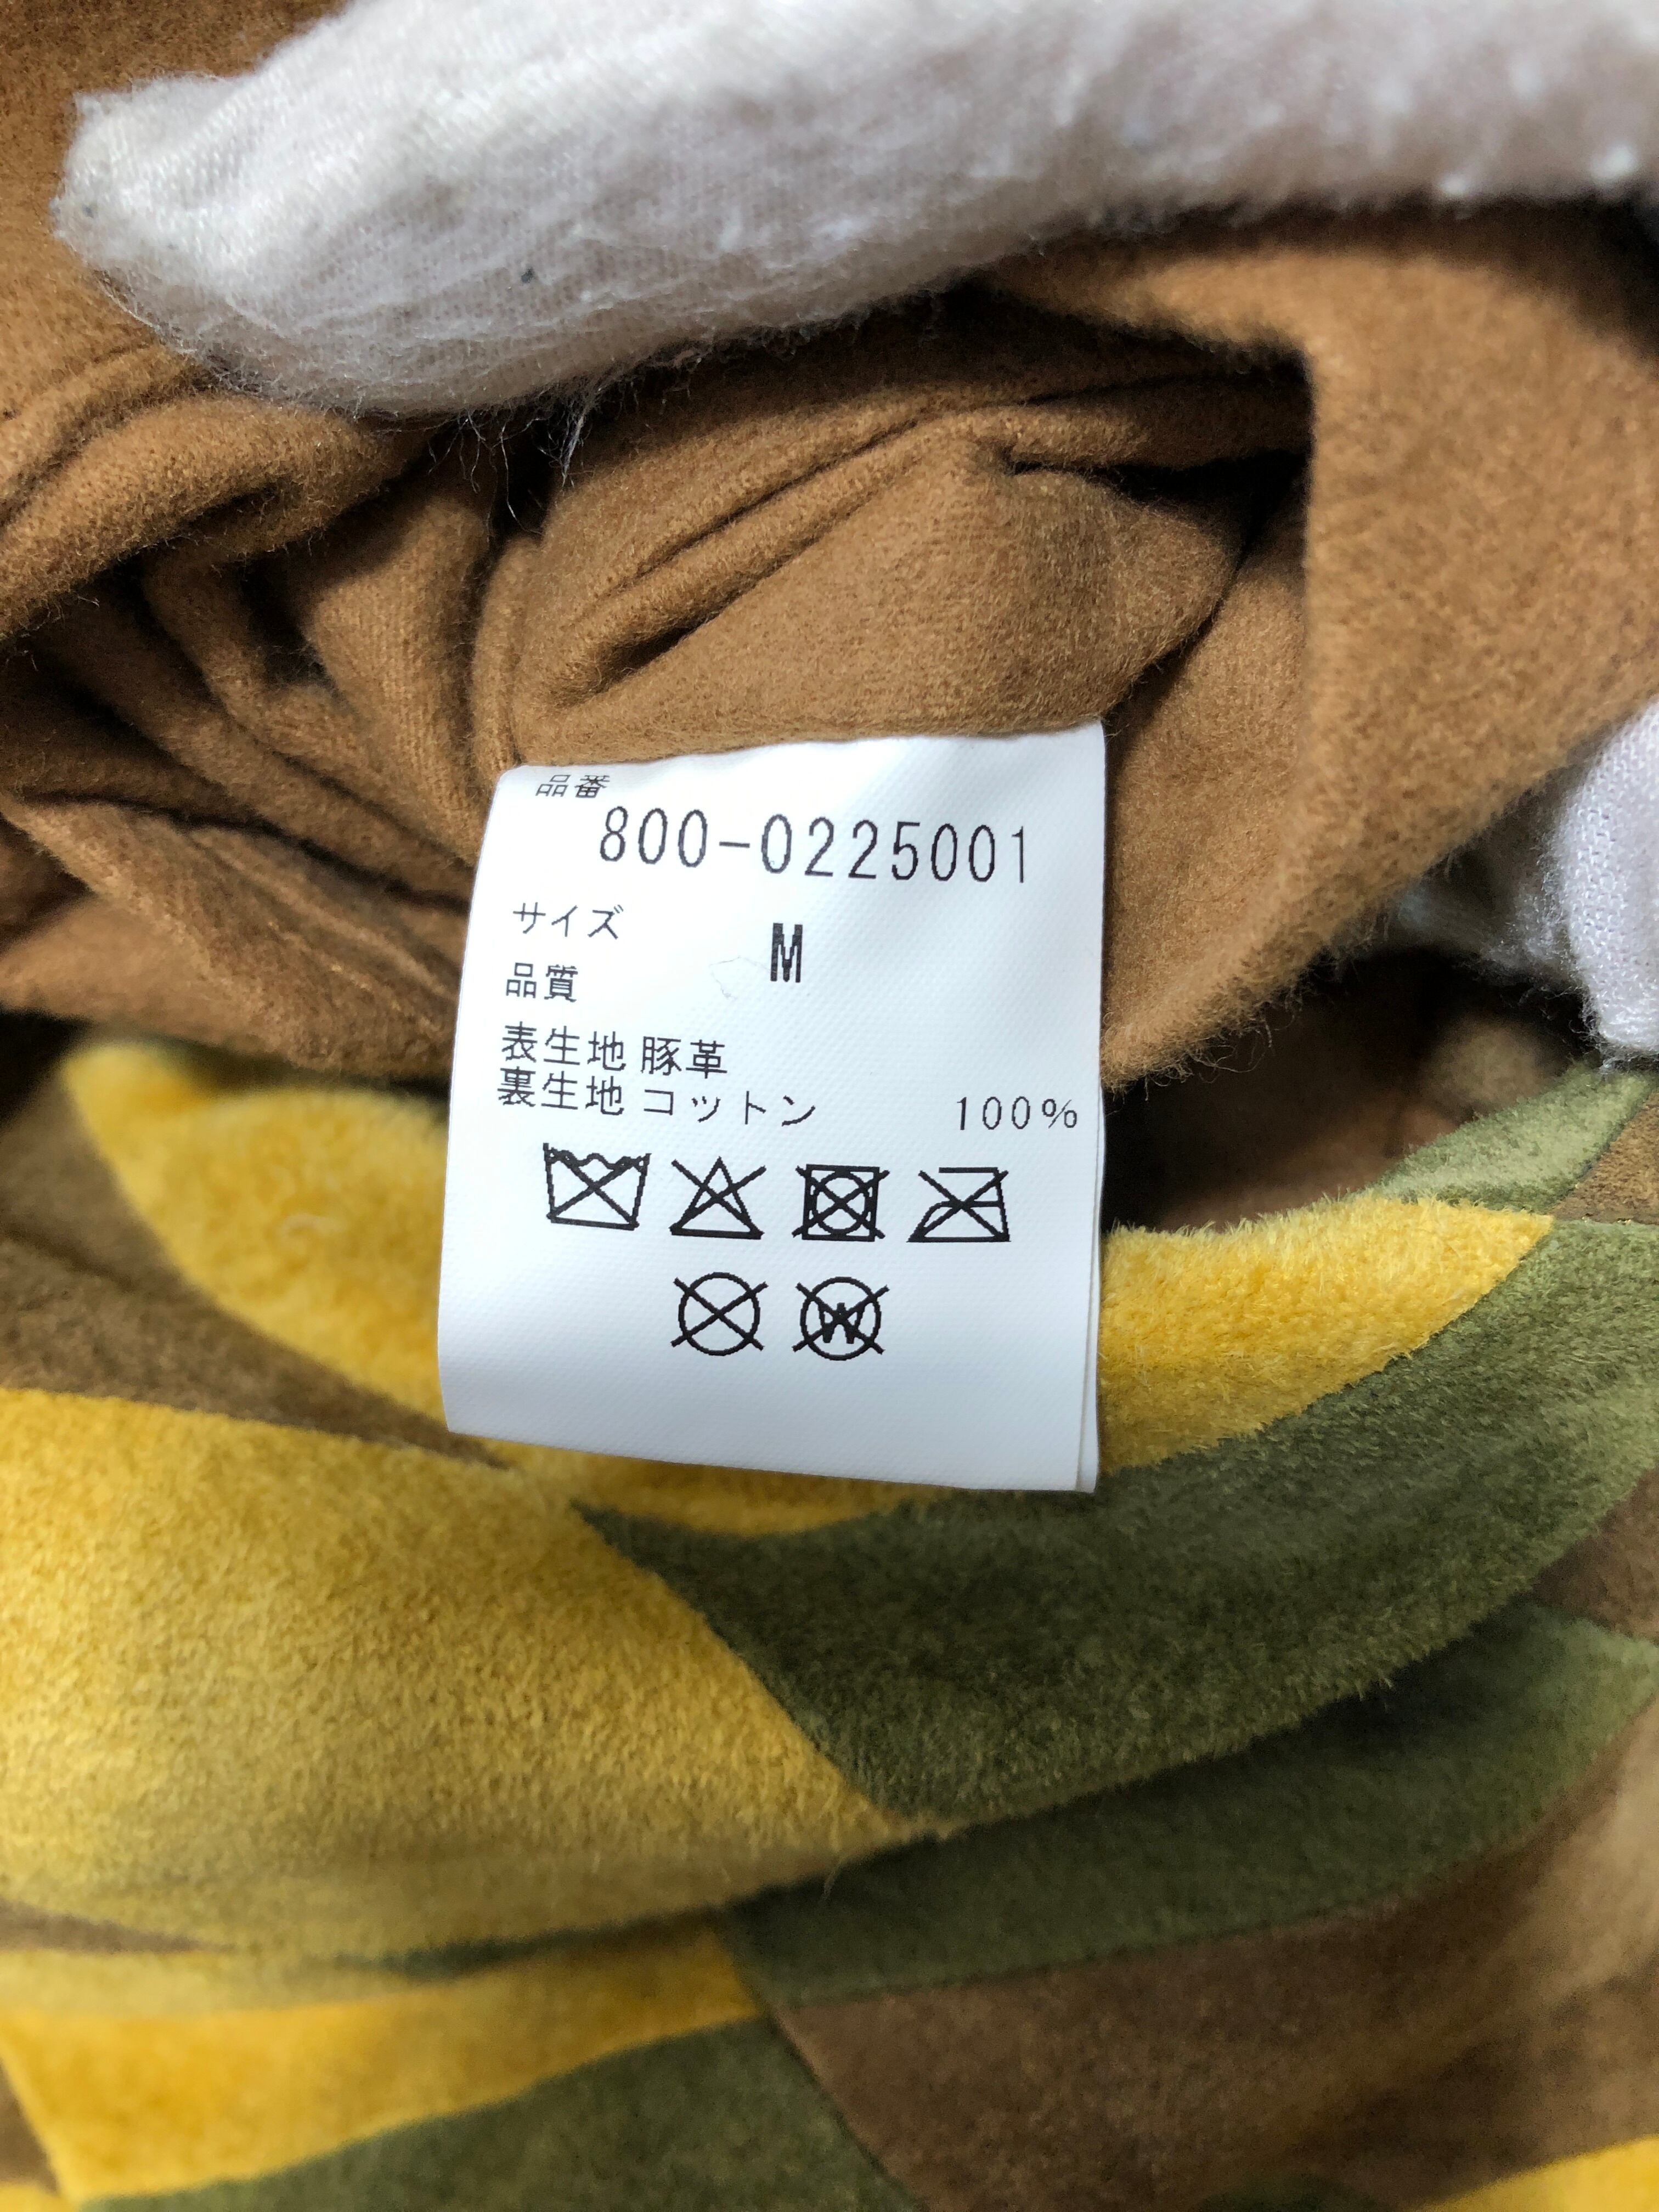 品番
800-0225001
サイズ M
品質
表生地 豚革
裏生地 コットン 100%
W